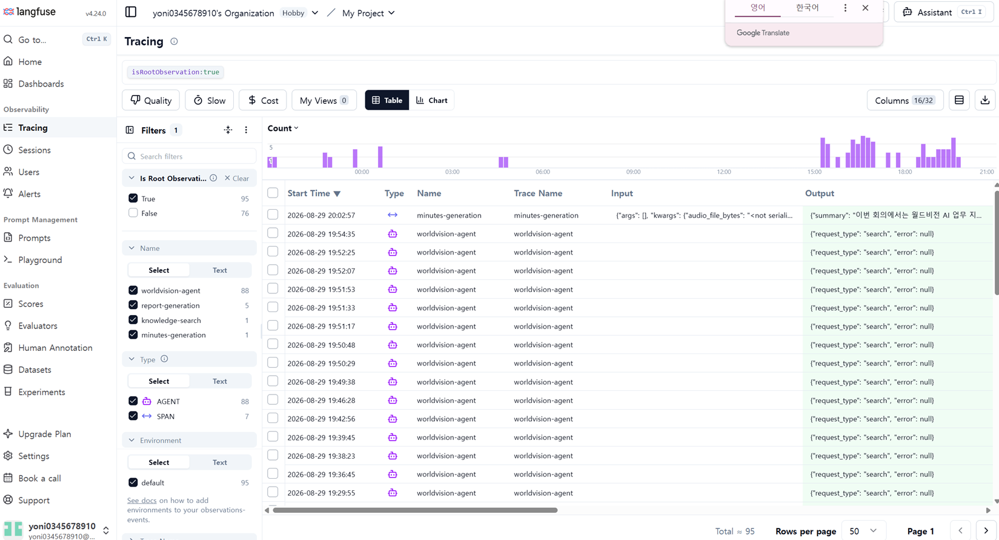 langfuse
v4.24.0
yoni0345678910's Organization
Hobby
My Project
영어
한국어
Google Translate
Assistant
Ctrl I
Go to...
Ctrl K
Home
Dashboards
Observability
Tracing
Sessions
Users
Alerts
Prompt Management
Prompts
Playground
Evaluation
Scores
Evaluators
Human Annotation
Datasets
Experiments
Upgrade Plan
Settings
Book a call
Support
yoni0345678910
yoni0345678910@...
Tracing
isRootObservation:true
Quality
Slow
Cost
My Views 0
Table
Chart
Columns 16/32
Filters 1
Search filters
Is Root Observati...
Clear
True 95
False 76
Name
Select Text
worldvision-agent 88
report-generation 5
knowledge-search 1
minutes-generation 1
Type
Select Text
AGENT 88
SPAN 7
Environment
Select Text
default 95
See docs on how to add
environments to your observations-
events.
Count
5
1
00:00 03:00 06:00 09:00 12:00 15:00 18:00 21:00
Start Time ▼ Type Name Trace Name Input Output
2026-08-29 20:02:57 minutes-generation minutes-generation {"args": [], "kwargs": {"audio_file_bytes": "<not seriali... {"summary": "이번 회의에서는 월드비전 AI 업무 지...
2026-08-29 19:54:35 worldvision-agent worldvision-agent {"request_type": "search", "error": null}
2026-08-29 19:52:25 worldvision-agent worldvision-agent {"request_type": "search", "error": null}
2026-08-29 19:52:07 worldvision-agent worldvision-agent {"request_type": "search", "error": null}
2026-08-29 19:51:53 worldvision-agent worldvision-agent {"request_type": "search", "error": null}
2026-08-29 19:51:33 worldvision-agent worldvision-agent {"request_type": "search", "error": null}
2026-08-29 19:51:17 worldvision-agent worldvision-agent {"request_type": "search", "error": null}
2026-08-29 19:50:48 worldvision-agent worldvision-agent {"request_type": "search", "error": null}
2026-08-29 19:50:29 worldvision-agent worldvision-agent {"request_type": "search", "error": null}
2026-08-29 19:49:38 worldvision-agent worldvision-agent {"request_type": "search", "error": null}
2026-08-29 19:46:28 worldvision-agent worldvision-agent {"request_type": "search", "error": null}
2026-08-29 19:42:56 worldvision-agent worldvision-agent {"request_type": "search", "error": null}
2026-08-29 19:39:45 worldvision-agent worldvision-agent {"request_type": "search", "error": null}
2026-08-29 19:38:23 worldvision-agent worldvision-agent {"request_type": "search", "error": null}
2026-08-29 19:36:45 worldvision-agent worldvision-agent {"request_type": "search", "error": null}
2026-08-29 19:29:55 worldvision-agent worldvision-agent {"request_type": "search", "error": null}
Total ≈ 95
Rows per page 50
Page 1